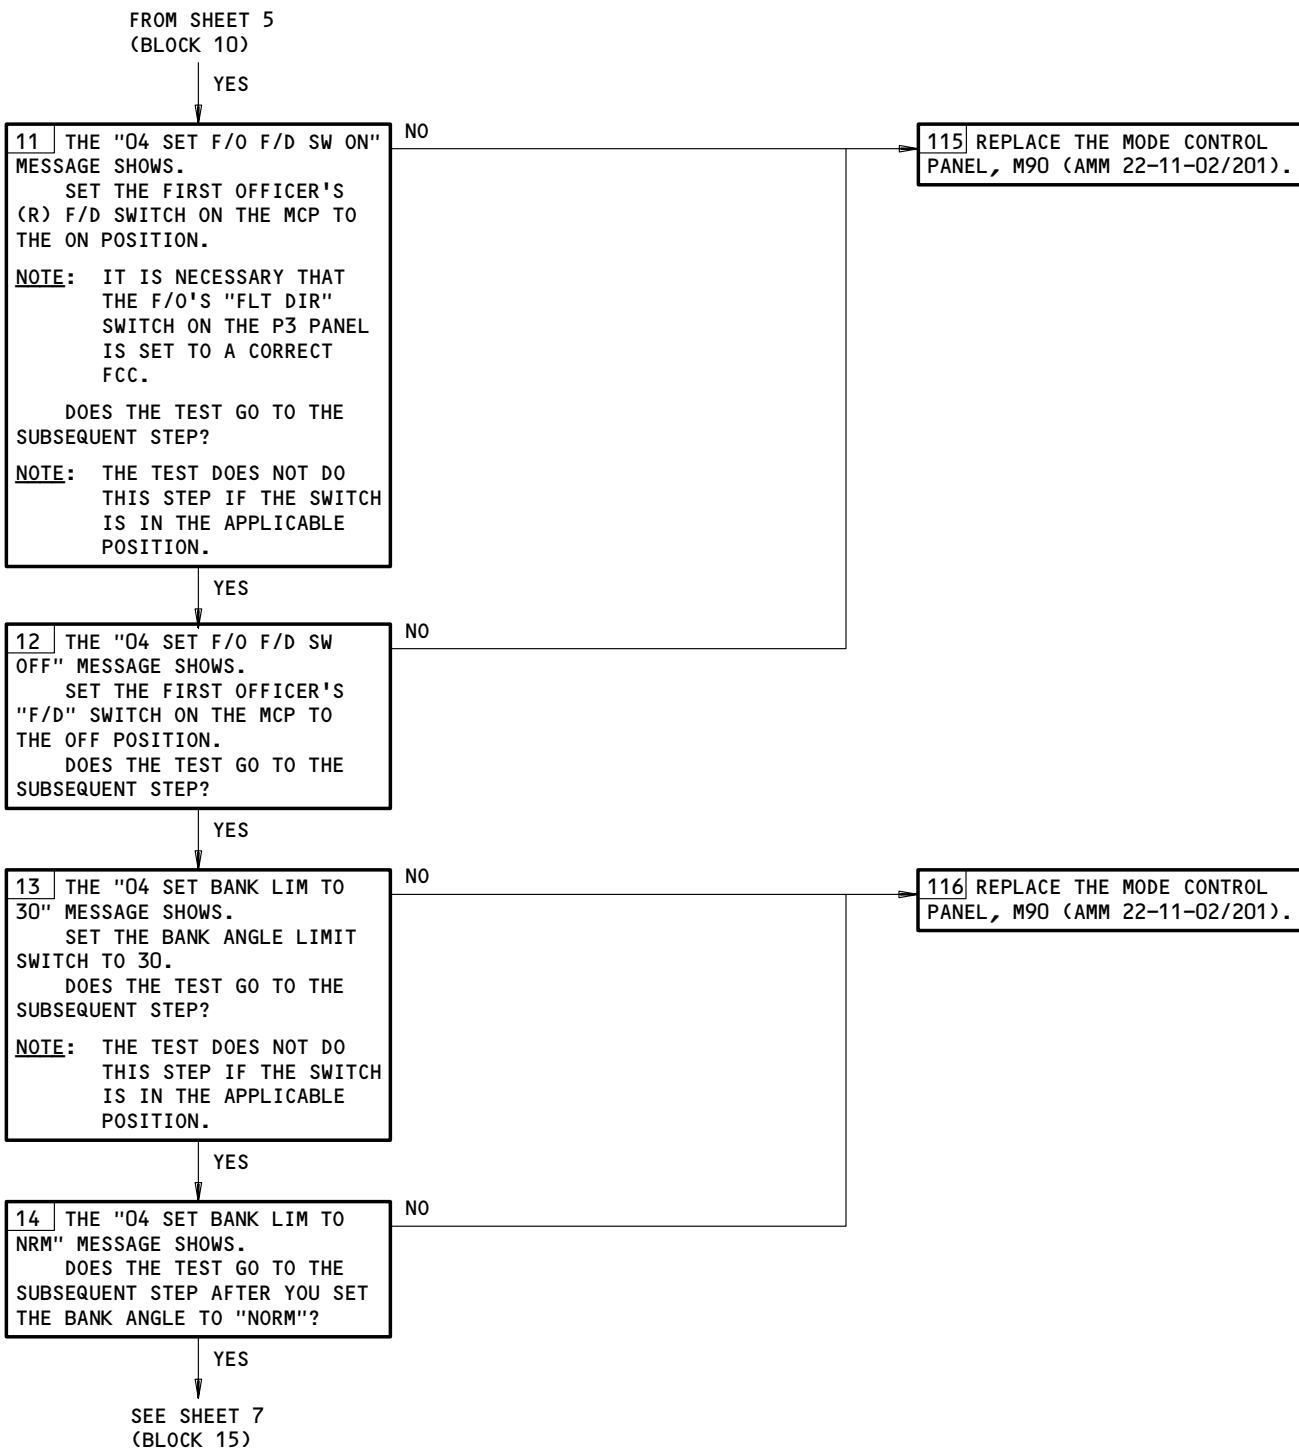 FROM SHEET 5
(BLOCK 10)
YES
11 THE "04 SET F/O F/D SW ON"
MESSAGE SHOWS.
SET THE FIRST OFFICER'S
(R) F/D SWITCH ON THE MCP TO
THE ON POSITION.
NOTE: IT IS NECESSARY THAT
THE F/O'S "FLT DIR"
SWITCH ON THE P3 PANEL
IS SET TO A CORRECT
FCC.
DOES THE TEST GO TO THE
SUBSEQUENT STEP?
NOTE: THE TEST DOES NOT DO
THIS STEP IF THE SWITCH
IS IN THE APPLICABLE
POSITION.
NO
115 REPLACE THE MODE CONTROL
PANEL, M90 (AMM 22-11-02/201).
YES
12 THE "04 SET F/O F/D SW
OFF" MESSAGE SHOWS.
SET THE FIRST OFFICER'S
"F/D" SWITCH ON THE MCP TO
THE OFF POSITION.
DOES THE TEST GO TO THE
SUBSEQUENT STEP?
NO
YES
13 THE "04 SET BANK LIM TO
30" MESSAGE SHOWS.
SET THE BANK ANGLE LIMIT
SWITCH TO 30.
DOES THE TEST GO TO THE
SUBSEQUENT STEP?
NOTE: THE TEST DOES NOT DO
THIS STEP IF THE SWITCH
IS IN THE APPLICABLE
POSITION.
NO
116 REPLACE THE MODE CONTROL
PANEL, M90 (AMM 22-11-02/201).
YES
14 THE "04 SET BANK LIM TO
NRM" MESSAGE SHOWS.
DOES THE TEST GO TO THE
SUBSEQUENT STEP AFTER YOU SET
THE BANK ANGLE TO "NORM"?
NO
YES
SEE SHEET 7
(BLOCK 15)